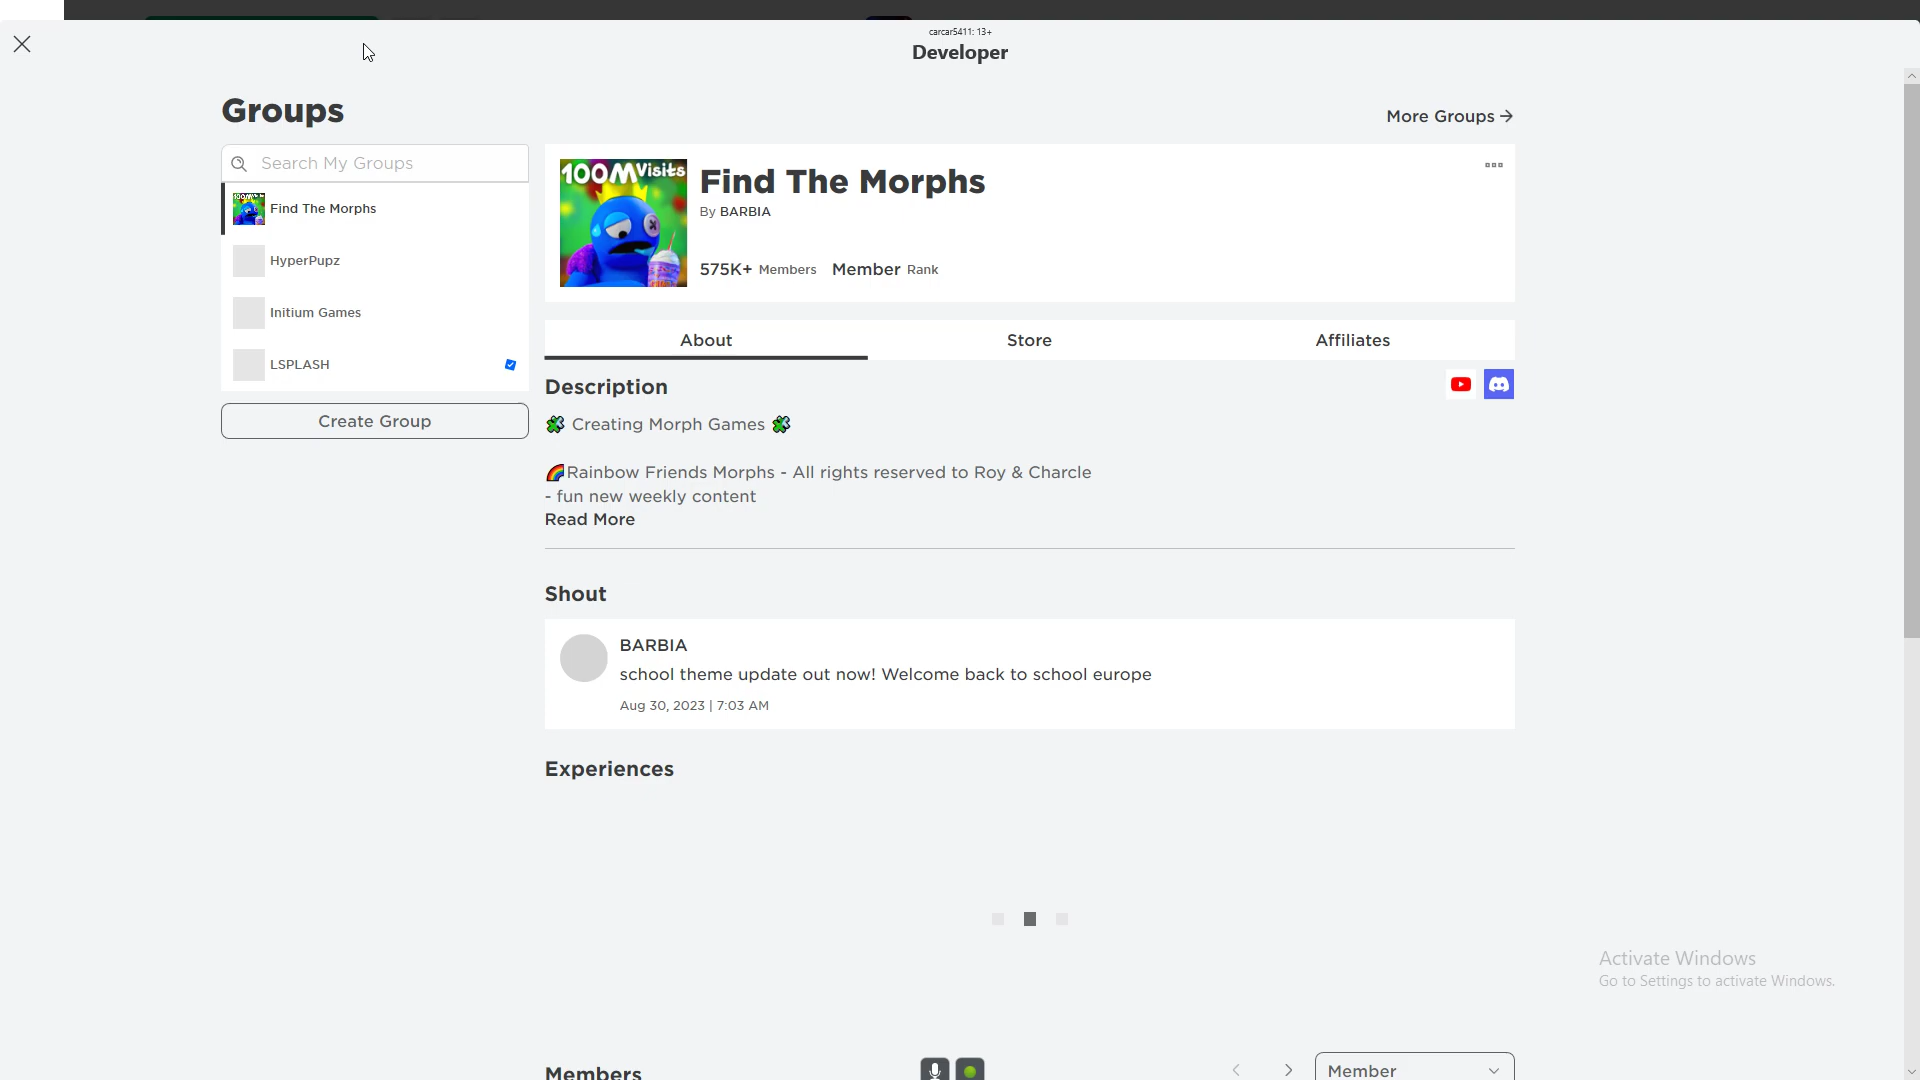 carcar5411: 13+
Developer
Groups
More Groups →
Search My Groups
Find The Morphs
HyperPupz
Initium Games
LSPLASH
Create Group
100M Visits
Find The Morphs
By BARBIA
575K+ Members Member Rank
About Store Affiliates
Description
🧩 Creating Morph Games 🧩
🌈Rainbow Friends Morphs - All rights reserved to Roy & Charcle
- fun new weekly content
Read More
Shout
BARBIA
school theme update out now! Welcome back to school europe
Aug 30, 2023 | 7:03 AM
Experiences
Activate Windows
Go to Settings to activate Windows.
Members
Member